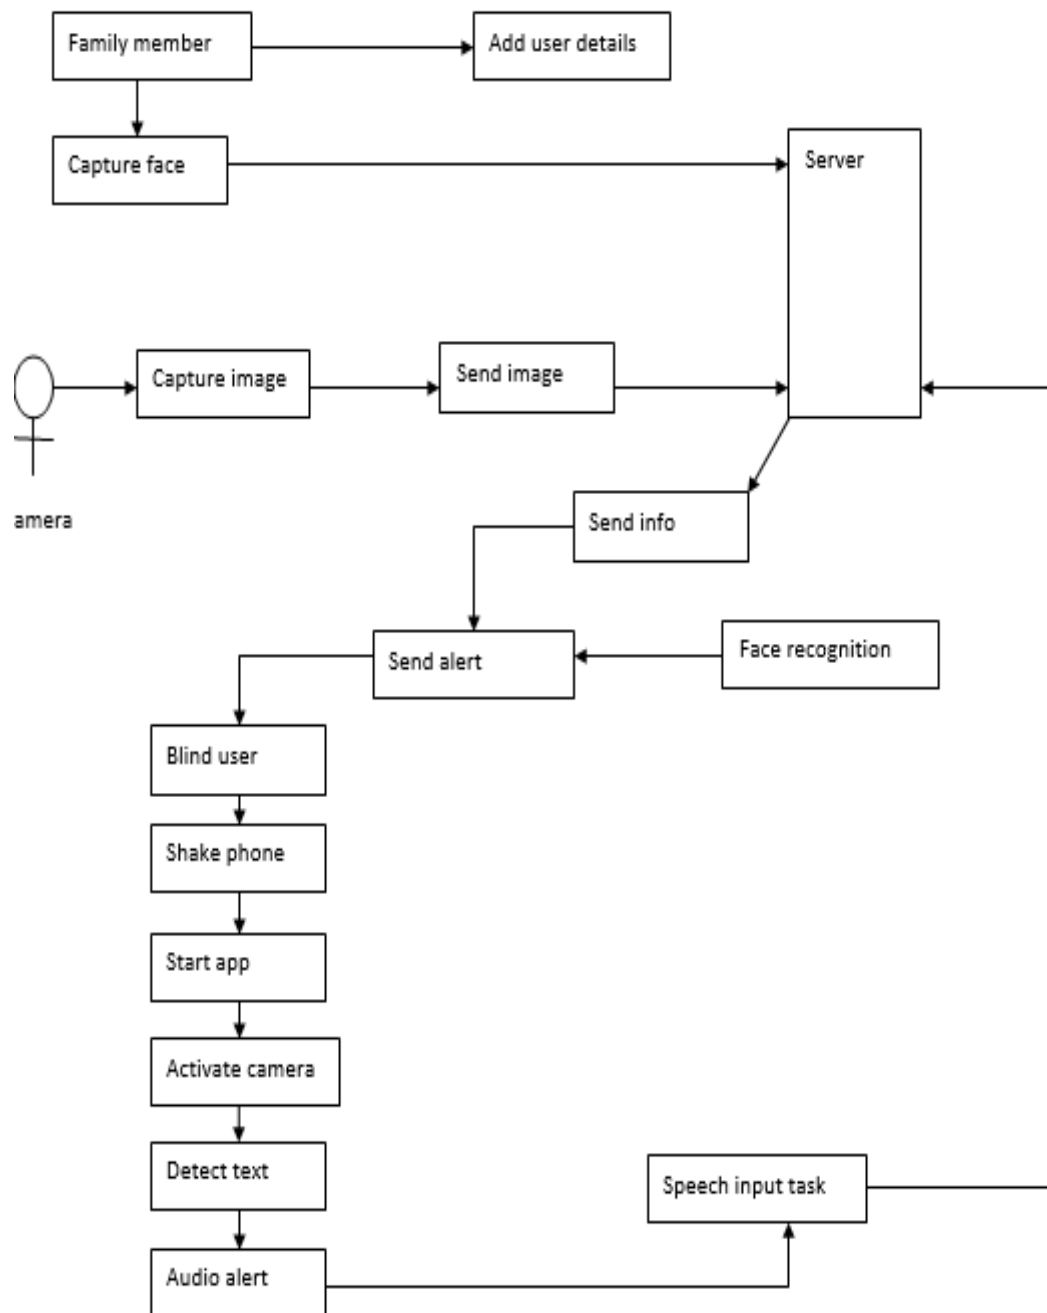 Family member
Add user details
Capture face
Server
Capture image
Send image
amera
Send info
Send alert
Face recognition
Blind user
Shake phone
Start app
Activate camera
Detect text
Speech input task
Audio alert